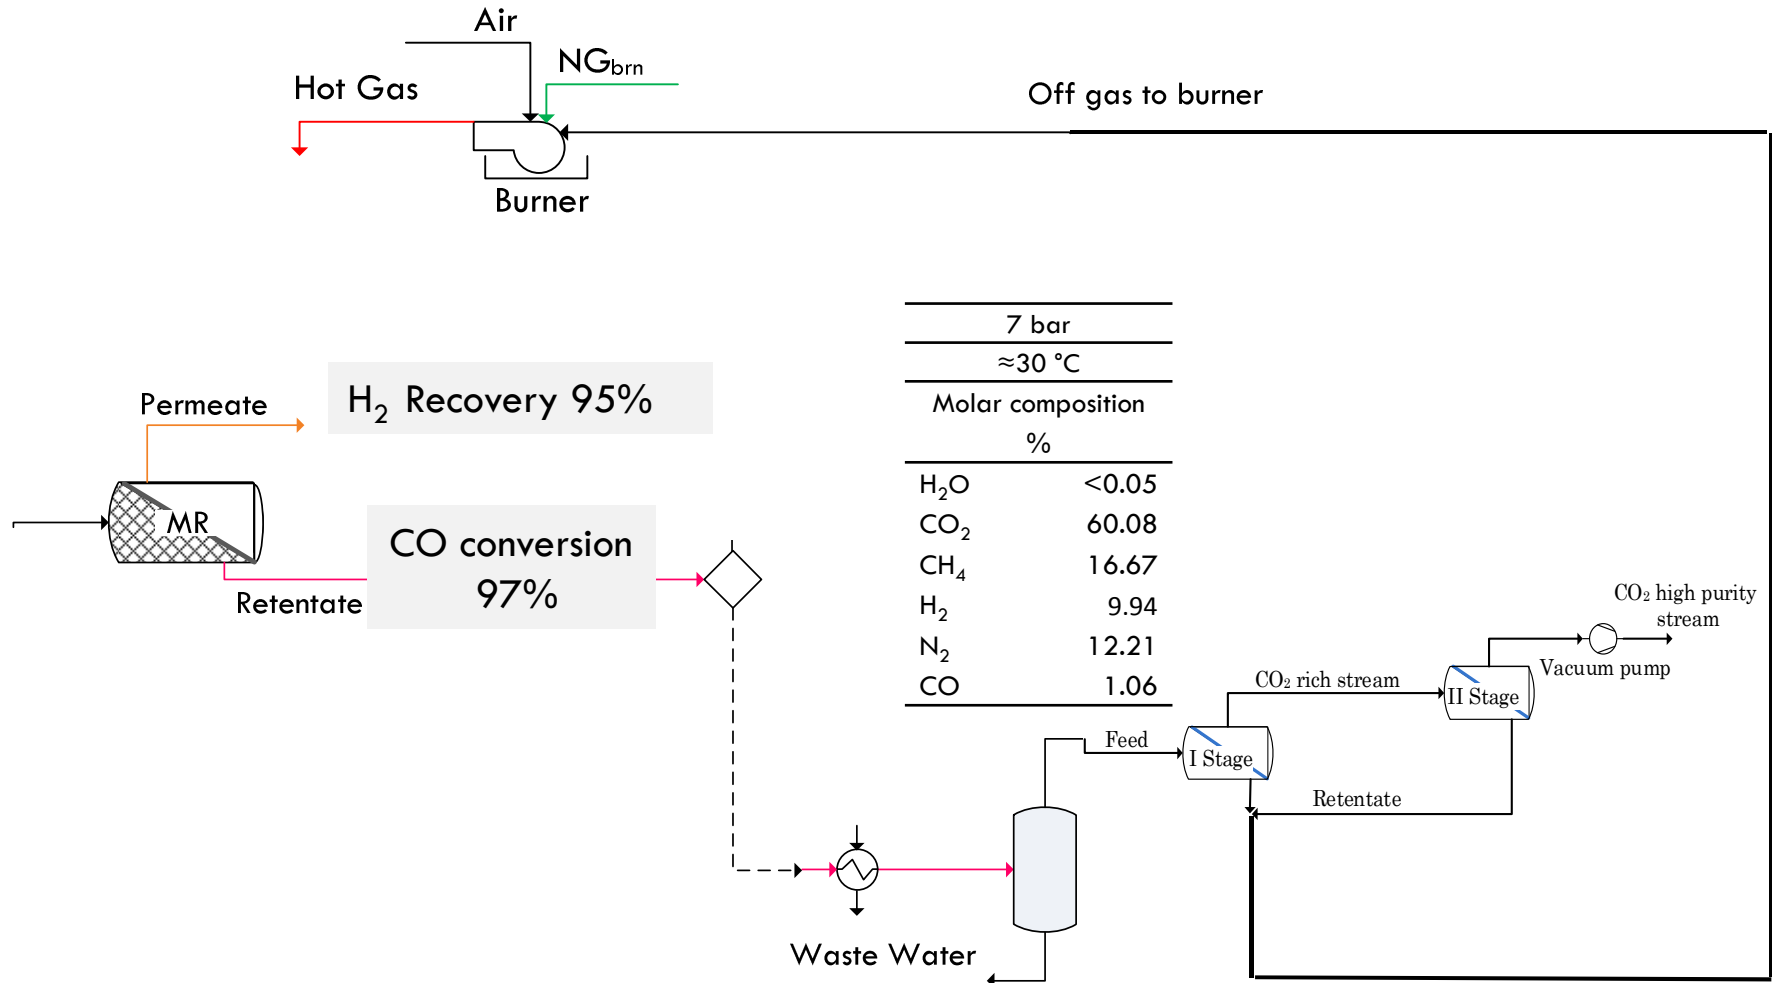 Air
NGbrn
Hot Gas
Off gas to burner
Burner
7 bar
≈30 °C
Molar composition
%
H2O <0.05
CO2 60.08
CH4 16.67
H2 9.94
N2 12.21
CO 1.06
Permeate
H2 Recovery 95%
MR
CO conversion
97%
Retentate
CO2 high purity
stream
Vacuum pump
CO2 rich stream
II Stage
Feed
I Stage
Retentate
Waste Water